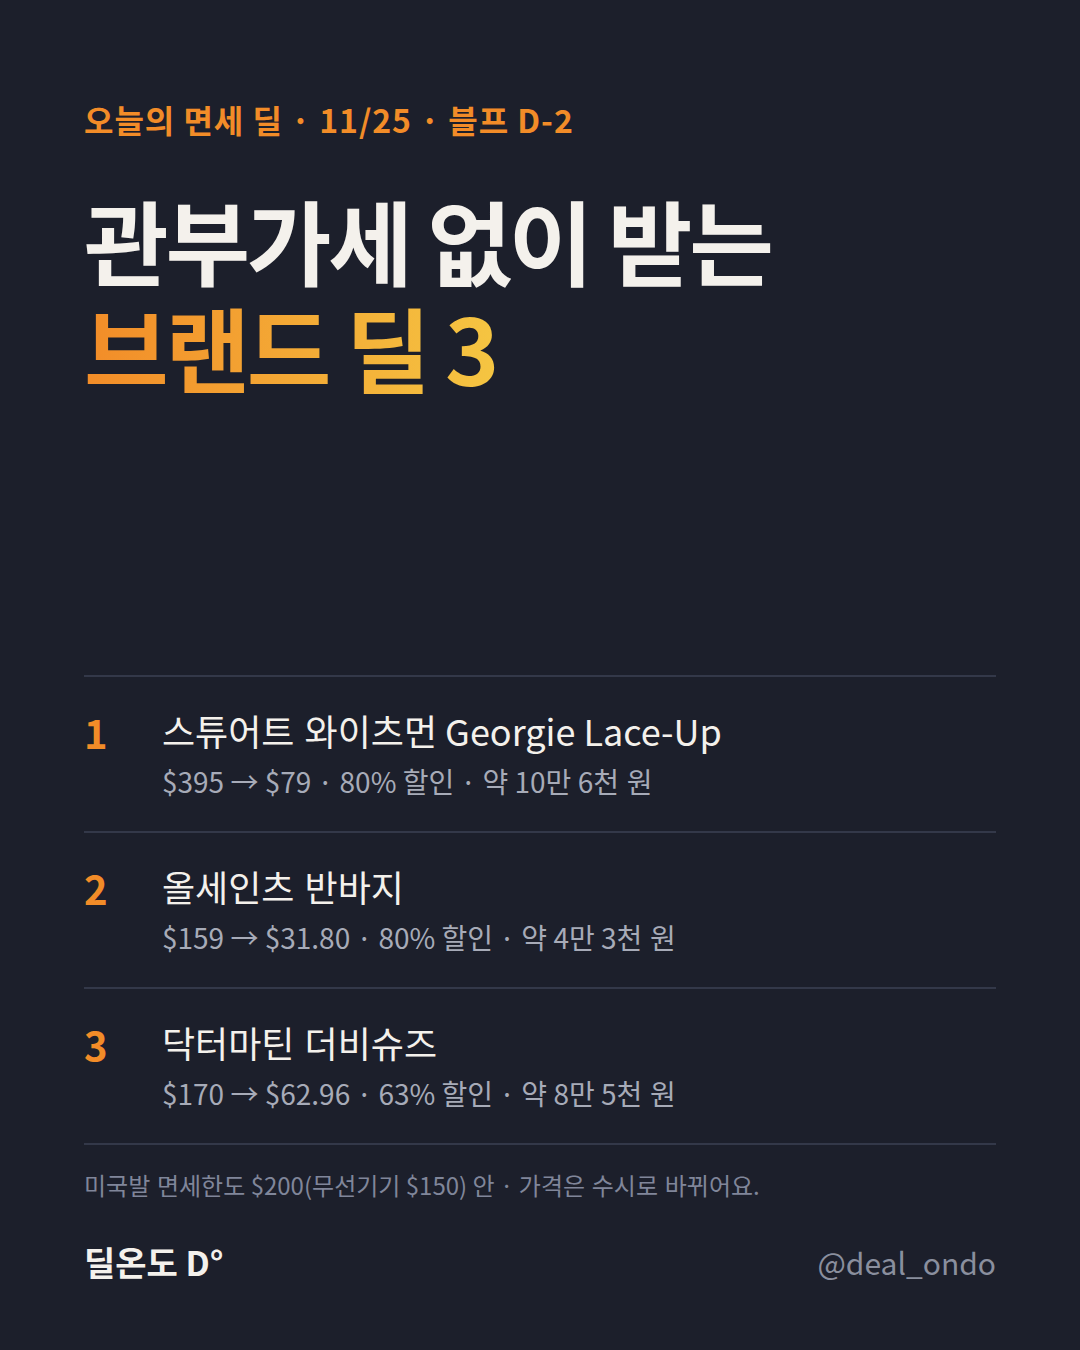 오늘의 면세 딜 · 11/25 · 블프 D-2
관부가세 없이 받는
브랜드 딜 3
1 스튜어트 와이츠먼 Georgie Lace-Up
$395 → $79 · 80% 할인 · 약 10만 6천 원
2 올세인츠 반바지
$159 → $31.80 · 80% 할인 · 약 4만 3천 원
3 닥터마틴 더비슈즈
$170 → $62.96 · 63% 할인 · 약 8만 5천 원
미국발 면세한도 $200(무선기기 $150) 안 · 가격은 수시로 바뀌어요.
딜온도 D°
@deal_ondo